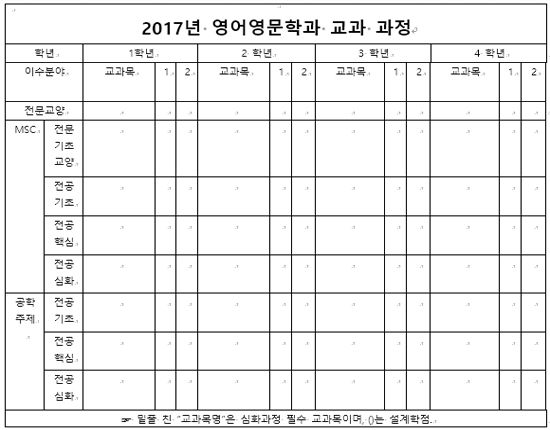 2017년 영어영문학과 교과 과정
학년 1학년 2 학년 3 학년 4 학년
이수분야 교과목 1 2 교과목 1 2 교과목 1 2 교과목 1 2
전문교양
MSC 전문
기초
교양
전공
기초
전공
핵심
전공
심화
공학 전공
주제 기초
전공
핵심
전공
심화
☞ 밑줄 친 "교과목명"은 심화과정 필수 교과목이며, ()는 설계학점.